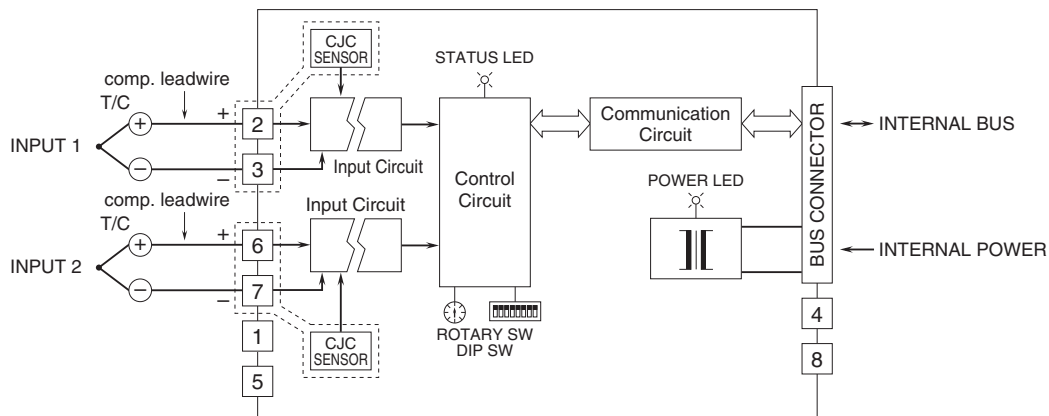 CJC
SENSOR
STATUS LED
comp. leadwire
T/C
+
+
2
INPUT 1
−
−
3
Input Circuit
Control
Circuit
Communication
Circuit
BUS CONNECTOR
INTERNAL BUS
POWER LED
INTERNAL POWER
comp. leadwire
T/C
Input Circuit
+
+
6
INPUT 2
−
−
7
1
5
CJC
SENSOR
ROTARY SW
DIP SW
4
8